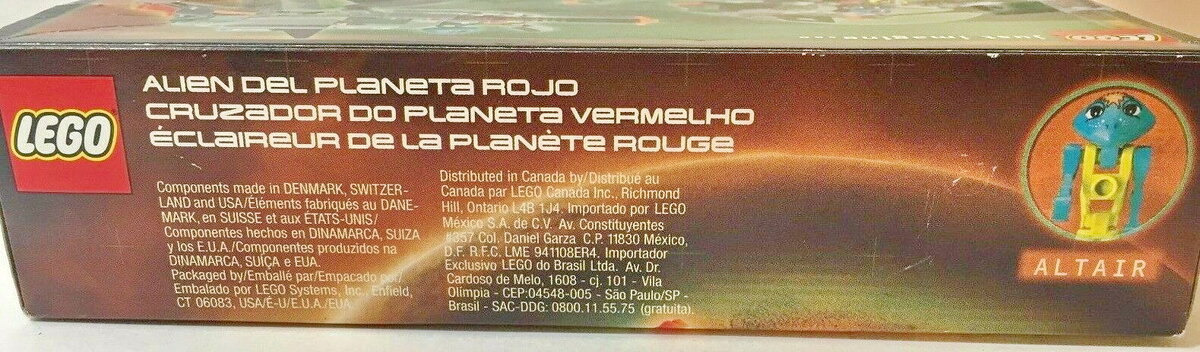 just imagine...
LEGO
LEGO
ALIEN DEL PLANETA ROJO
CRUZADOR DO PLANETA VERMELHO
ÉCLAIREUR DE LA PLANÈTE ROUGE
Components made in DENMARK, SWITZER-
LAND and USA/Éléments fabriqués au DANE-
MARK, en SUISSE et aux ÉTATS-UNIS/
Componentes hechos en DINAMARCA, SUIZA
y los E.U.A./Componentes produzidos na
DINAMARCA, SUIÇA e EUA.
Packaged by/Emballé par/Empacado por/
Embalado por LEGO Systems, Inc., Enfield,
CT 06083, USA/É-U/E.U.A./EUA
Distributed in Canada by/Distribué au
Canada par LEGO Canada Inc., Richmond
Hill, Ontario L4B 1J4. Importado por LEGO
México S.A. de C.V. Av. Constituyentes
#357 Col. Daniel Garza C.P. 11830 México,
D.F. R.F.C. LME 941108ER4. Importador
Exclusivo LEGO do Brasil Ltda. Av. Dr.
Cardoso de Melo, 1608 - cj. 101 - Vila
Olimpia - CEP:04548-005 - São Paulo/SP -
Brasil - SAC-DDG: 0800.11.55.75 (gratuita).
ALTAIR